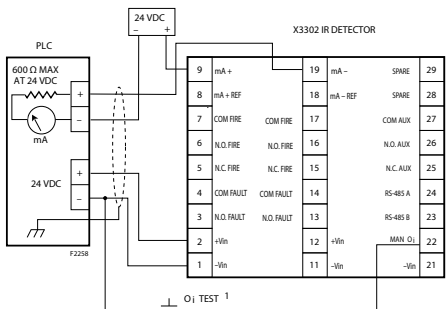 24 VDC
– +
PLC
X3302 IR DETECTOR
600 Ω MAX
AT 24 VDC
+
–
mA
24 VDC
+
–
F2258
9 mA + 19 mA – SPARE 29
8 mA + REF 18 mA – REF SPARE 28
7 COM FIRE COM FIRE 17 COM AUX 27
6 N.O. FIRE N.O. FIRE 16 N.O. AUX 26
5 N.C. FIRE N.C. FIRE 15 N.C. AUX 25
4 COM FAULT COM FAULT 14 RS-485 A 24
3 N.O. FAULT N.O. FAULT 13 RS-485 B 23
2 +Vin 12 +Vin MAN Oi 22
1 –Vin 11 –Vin –Vin 21
Oi TEST 1